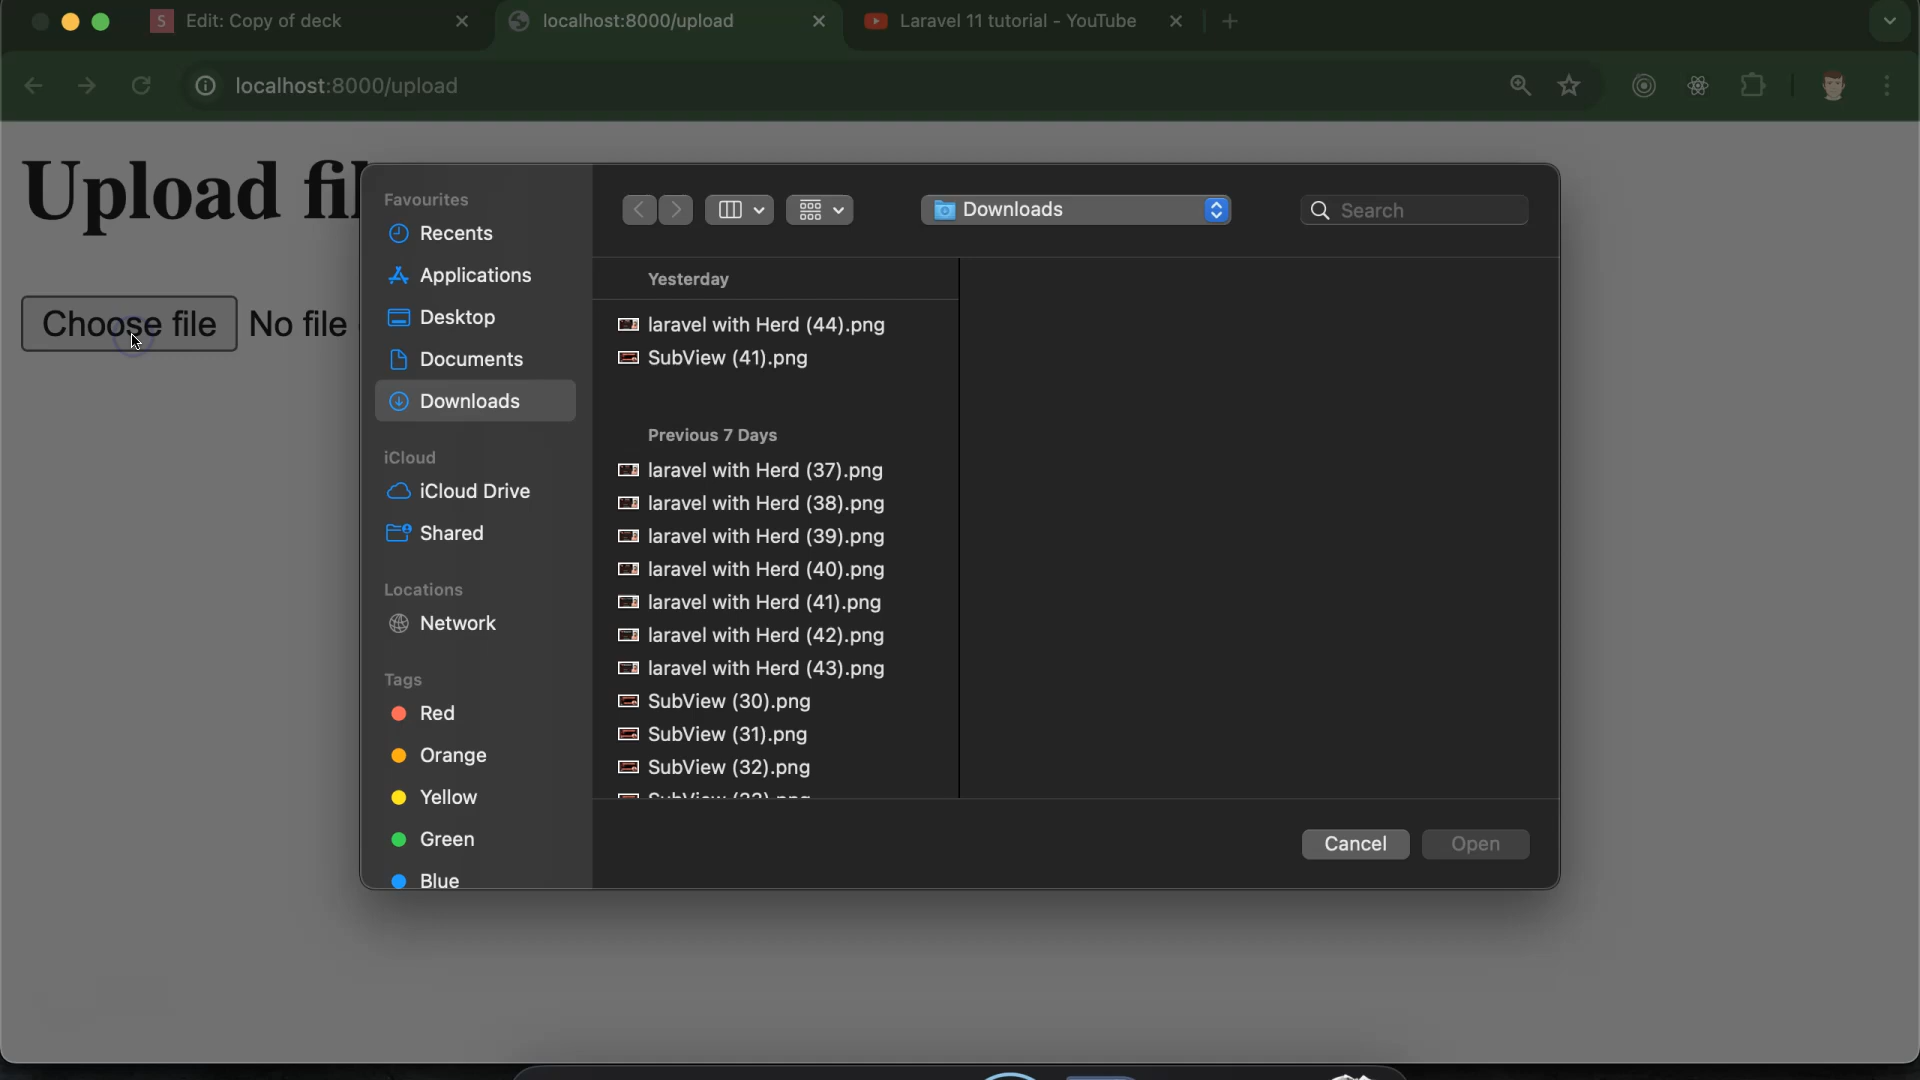 S Edit: Copy of deck
localhost:8000/upload
Laravel 11 tutorial - YouTube
localhost:8000/upload
Upload fil
Choose file No file
Favourites
Recents
Applications
Desktop
Documents
Downloads
iCloud
iCloud Drive
Shared
Locations
Network
Tags
Red
Orange
Yellow
Green
Blue
Downloads
Search
Yesterday
laravel with Herd (44).png
SubView (41).png
Previous 7 Days
laravel with Herd (37).png
laravel with Herd (38).png
laravel with Herd (39).png
laravel with Herd (40).png
laravel with Herd (41).png
laravel with Herd (42).png
laravel with Herd (43).png
SubView (30).png
SubView (31).png
SubView (32).png
Cancel
Open